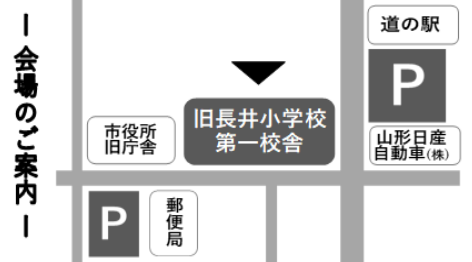 ー会場のご案内ー
道の駅
P
旧長井小学校
第一校舎
市役所
旧庁舎
山形日産
自動車(株)
P
郵便局